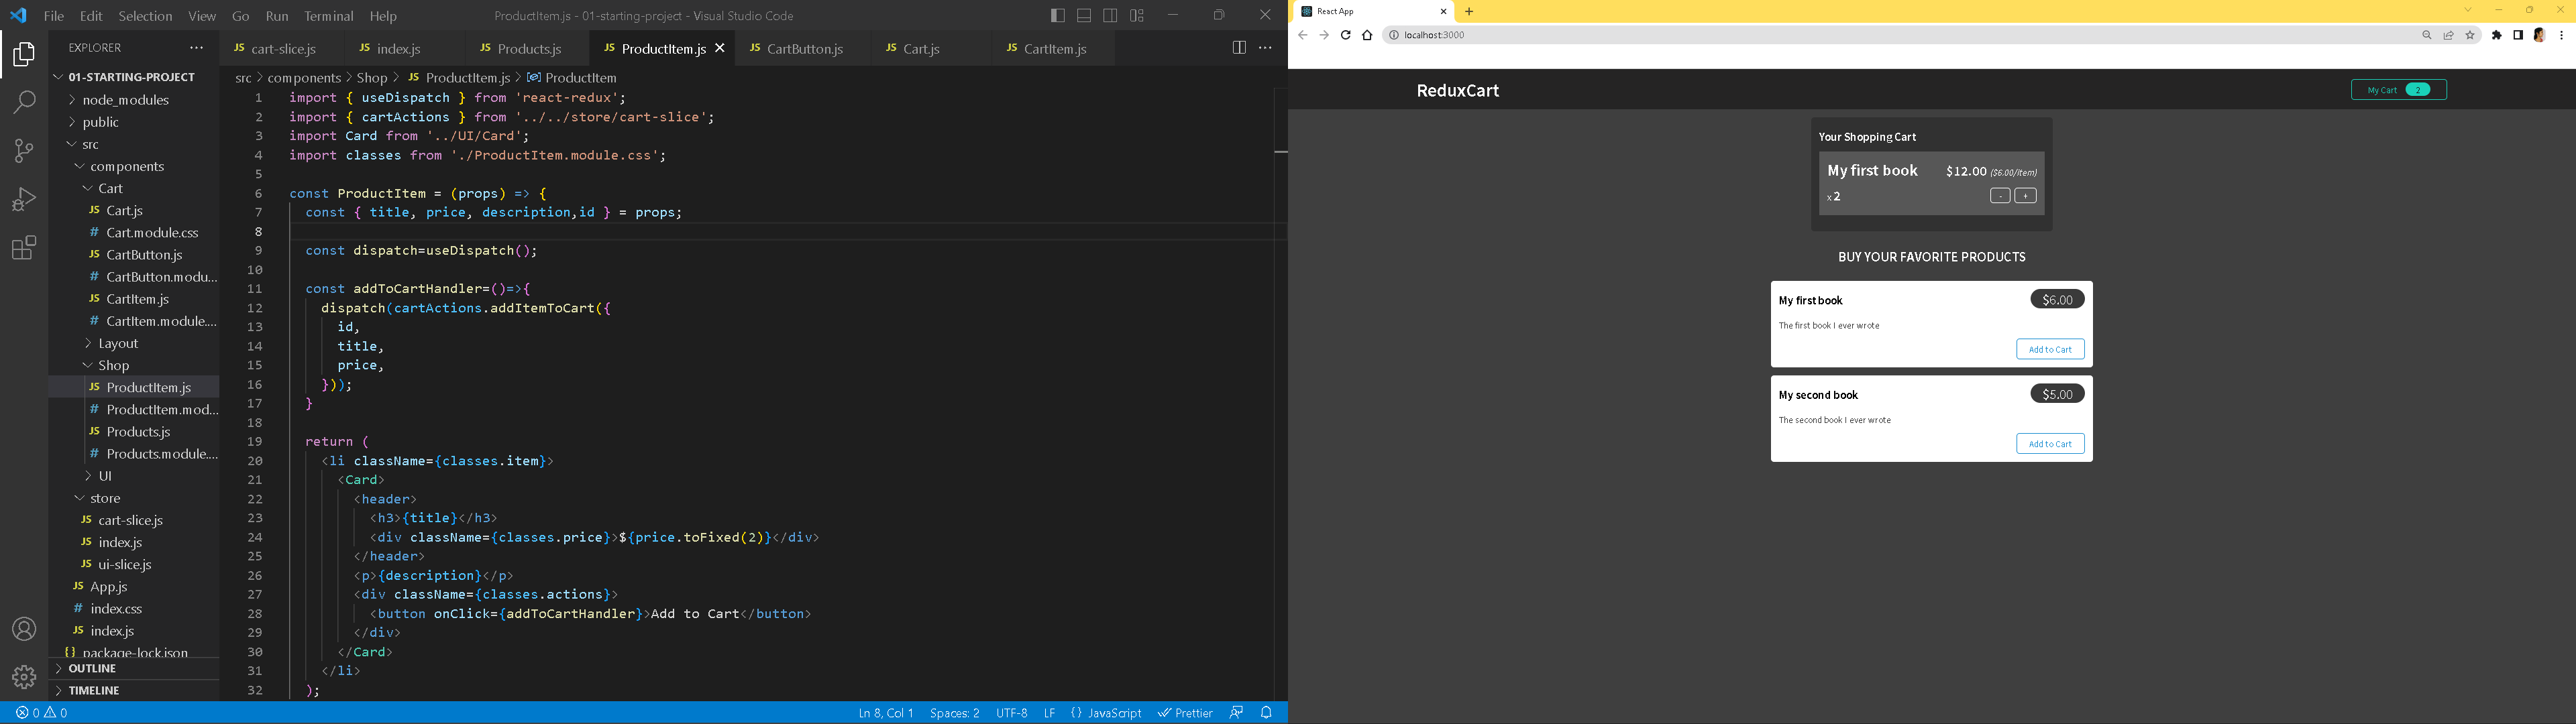 File Edit Selection View Go Run Terminal Help
ProductItem.js - 01-starting-project - Visual Studio Code
EXPLORER
01-STARTING-PROJECT
node_modules
public
src
components
Cart
JS Cart.js
# Cart.module.css
JS CartButton.js
# CartButton.modu...
JS CartItem.js
# CartItem.module....
Layout
Shop
JS ProductItem.js
# ProductItem.mod...
JS Products.js
# Products.module....
UI
store
JS cart-slice.js
JS index.js
JS ui-slice.js
JS App.js
# index.css
JS index.js
{} package-lock.json
OUTLINE
TIMELINE
JS cart-slice.js JS index.js JS Products.js JS ProductItem.js JS CartButton.js JS Cart.js JS CartItem.js
src > components > Shop > JS ProductItem.js > ProductItem
1 import { useDispatch } from 'react-redux';
2 import { cartActions } from '../../store/cart-slice';
3 import Card from '../UI/Card';
4 import classes from './ProductItem.module.css';
5
6 const ProductItem = (props) => {
7 const { title, price, description,id } = props;
8
9 const dispatch=useDispatch();
10
11 const addToCartHandler=()=>{
12 dispatch(cartActions.addItemToCart({
13 id,
14 title,
15 price,
16 }));
17 }
18
19 return (
20 <li className={classes.item}>
21 <Card>
22 <header>
23 <h3>{title}</h3>
24 <div className={classes.price}>${price.toFixed(2)}</div>
25 </header>
26 <p>{description}</p>
27 <div className={classes.actions}>
28 <button onClick={addToCartHandler}>Add to Cart</button>
29 </div>
30 </Card>
31 </li>
32 );
0 0
Ln 8, Col 1 Spaces: 2 UTF-8 LF {} JavaScript Prettier
React App
localhost:3000
ReduxCart
My Cart 2
Your Shopping Cart
My first book $12.00 ($6.00/item)
x 2 - +
BUY YOUR FAVORITE PRODUCTS
My first book $6.00
The first book I ever wrote
Add to Cart
My second book $5.00
The second book I ever wrote
Add to Cart